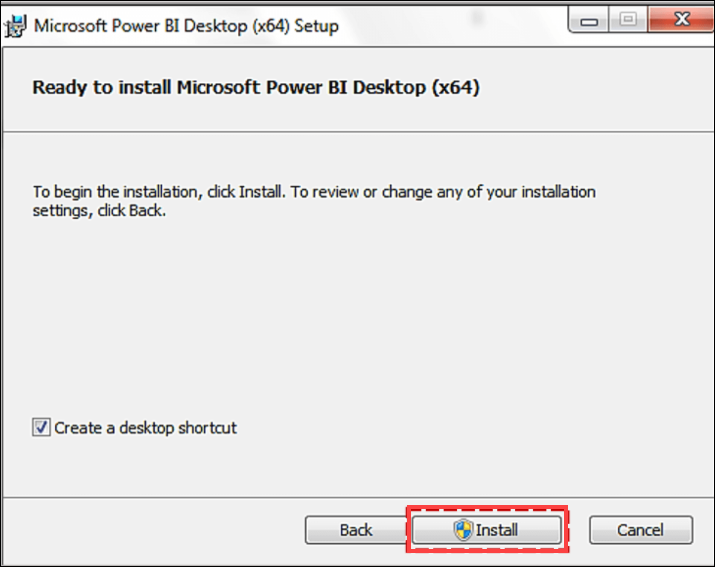 Microsoft Power BI Desktop (x64) Setup
Ready to install Microsoft Power BI Desktop (x64)
To begin the installation, click Install. To review or change any of your installation
settings, click Back.
Create a desktop shortcut
Back
Install
Cancel